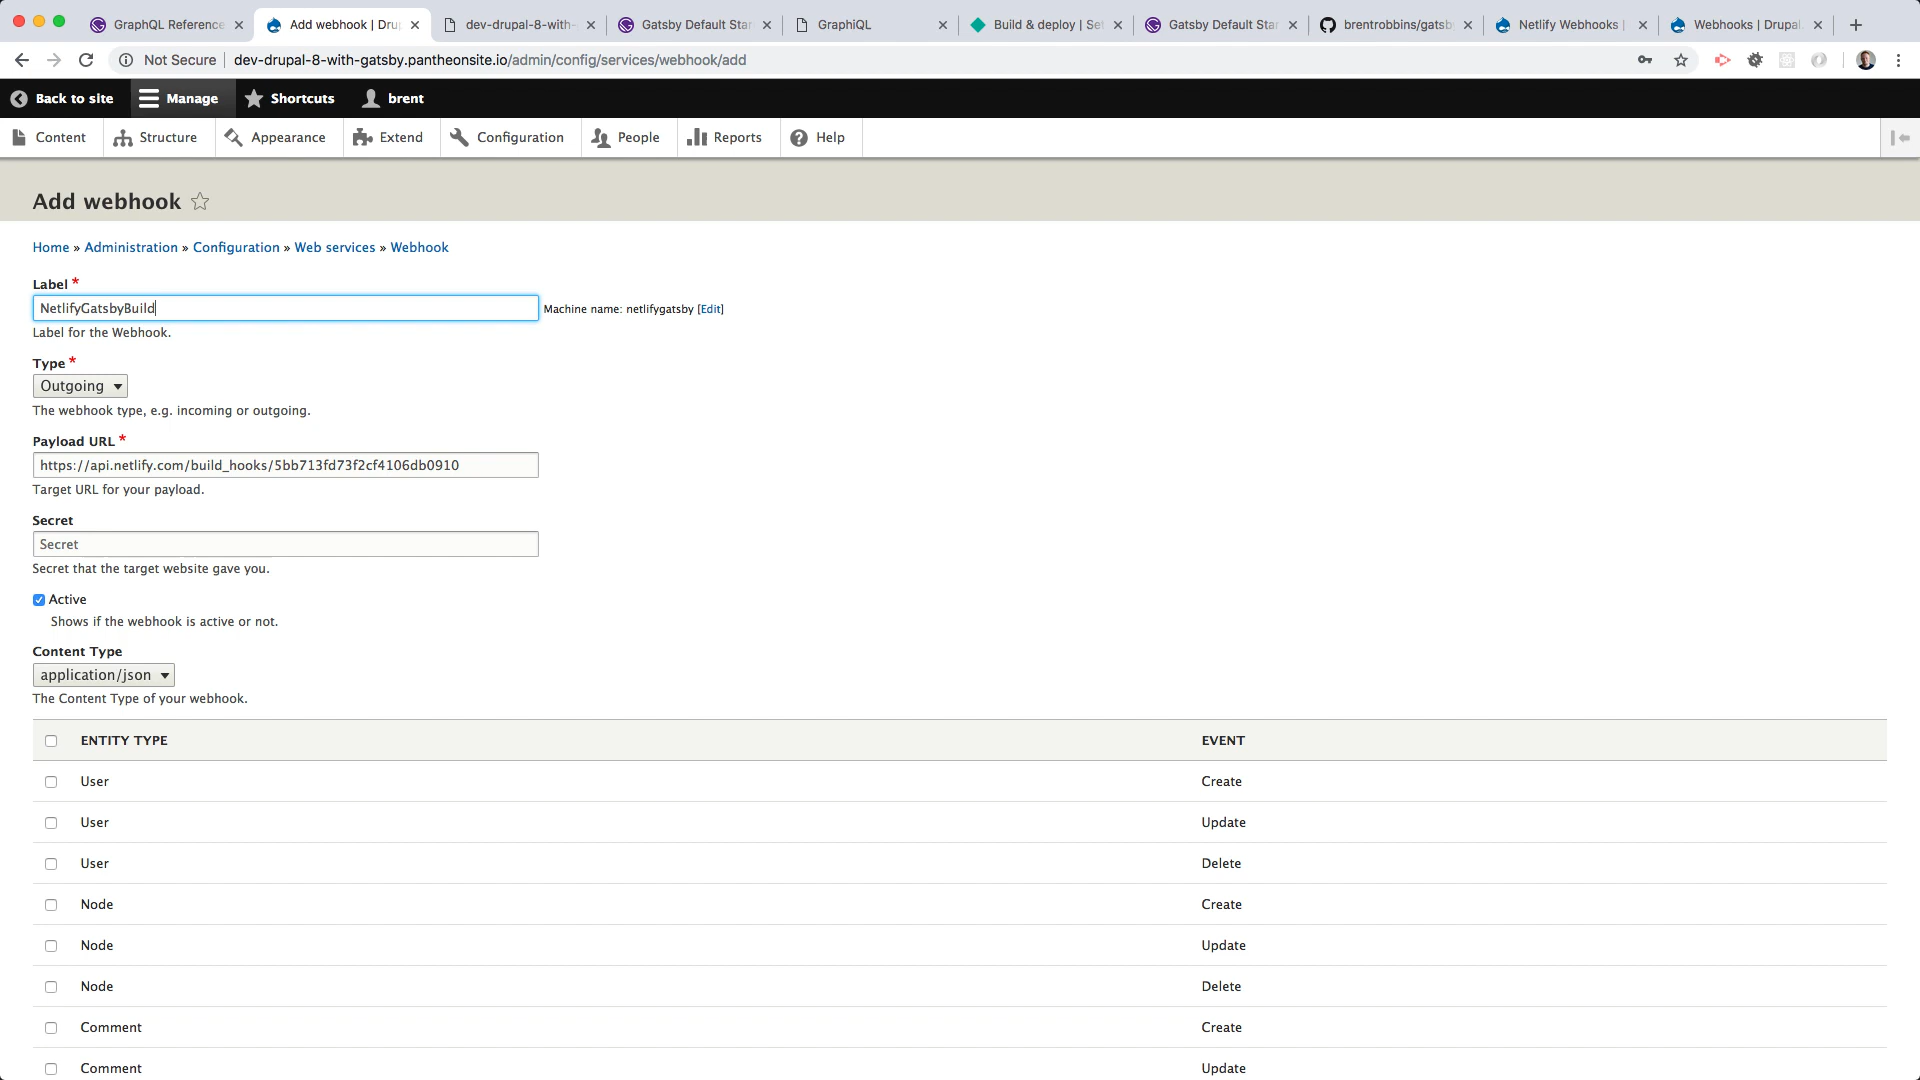 GraphQL Reference
Add webhook | Drup
dev-drupal-8-with-
Gatsby Default Star
GraphiQL
Build & deploy | Set
Gatsby Default Star
brentrobbins/gatsb
Netlify Webhooks |
Webhooks | Drupal.
Not Secure | dev-drupal-8-with-gatsby.pantheonsite.io/admin/config/services/webhook/add
Back to site
Manage
Shortcuts
brent
Content
Structure
Appearance
Extend
Configuration
People
Reports
Help
Add webhook
Home » Administration » Configuration » Web services » Webhook
Label *
NetlifyGatsbyBuild
Machine name: netlifygatsby [Edit]
Label for the Webhook.
Type *
Outgoing
The webhook type, e.g. incoming or outgoing.
Payload URL *
https://api.netlify.com/build_hooks/5bb713fd73f2cf4106db0910
Target URL for your payload.
Secret
Secret
Secret that the target website gave you.
Active
Shows if the webhook is active or not.
Content Type
application/json
The Content Type of your webhook.
ENTITY TYPE EVENT
User Create
User Update
User Delete
Node Create
Node Update
Node Delete
Comment Create
Comment Update